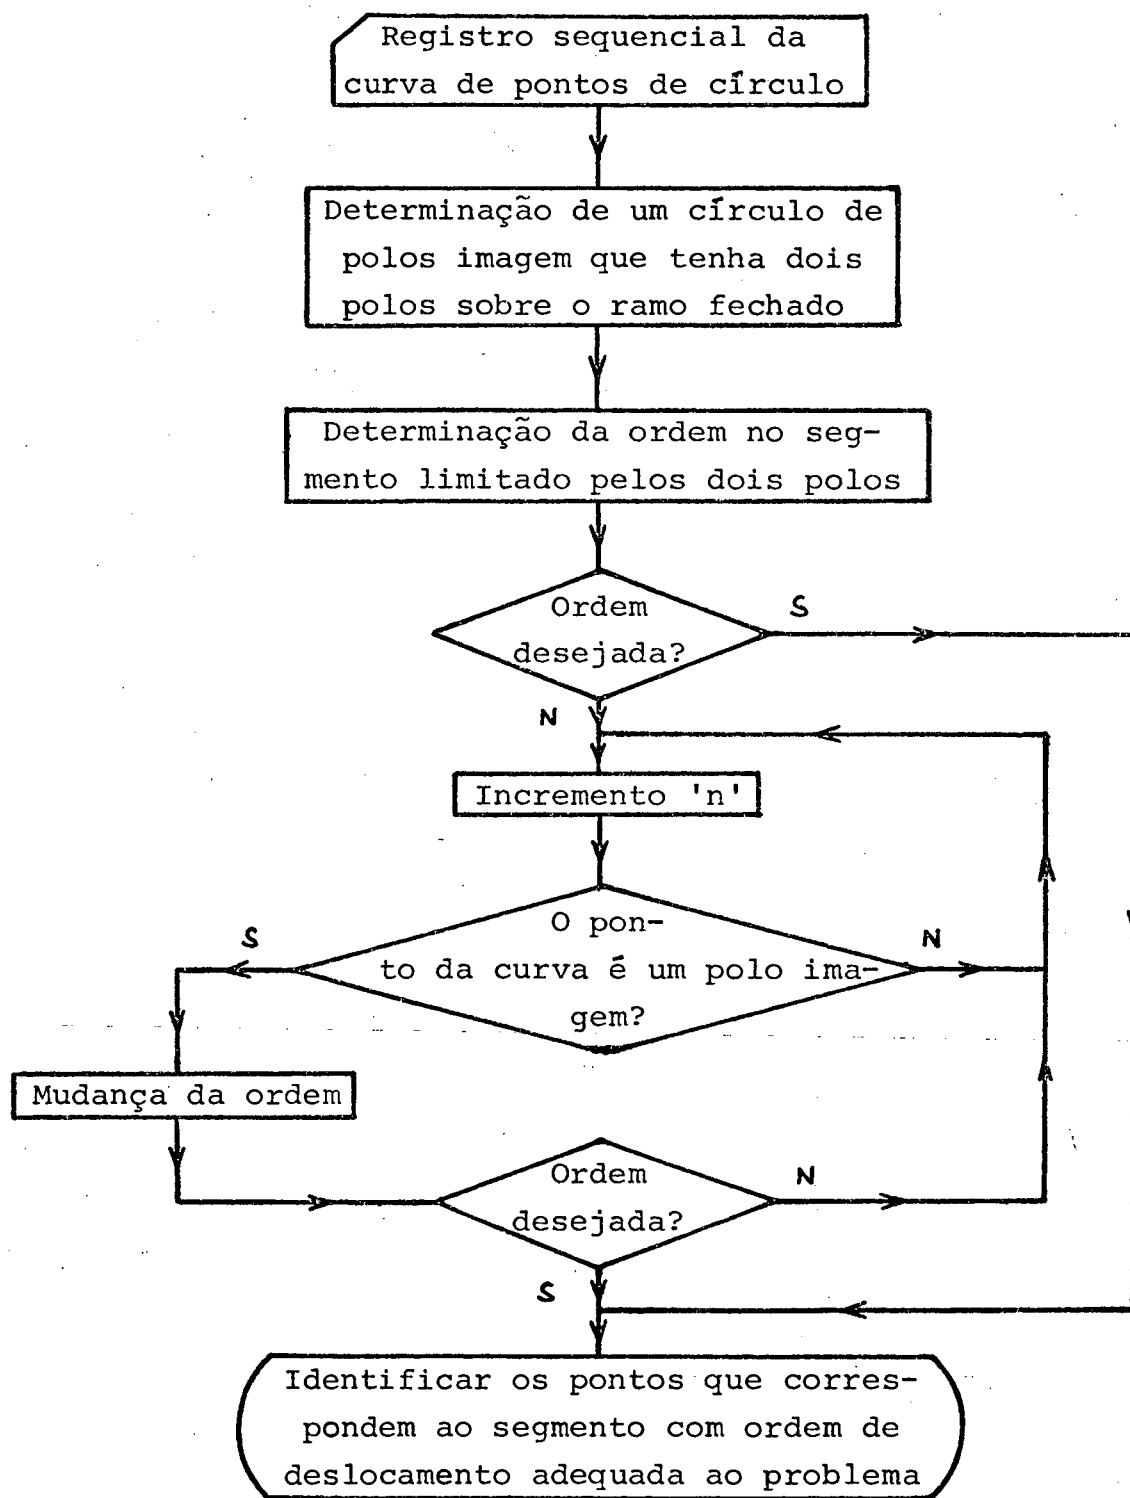 Registro sequencial da
curva de pontos de círculo
Determinação de um círculo de
polos imagem que tenha dois
polos sobre o ramo fechado
Determinação da ordem no seg-
mento limitado pelos dois polos
Ordem
desejada?
S
N
Incremento 'n'
O pon-
to da curva é um polo ima-
gem?
S
N
Mudança da ordem
Ordem
desejada?
N
S
Identificar os pontos que corres-
pondem ao segmento com ordem de
deslocamento adequada ao problema